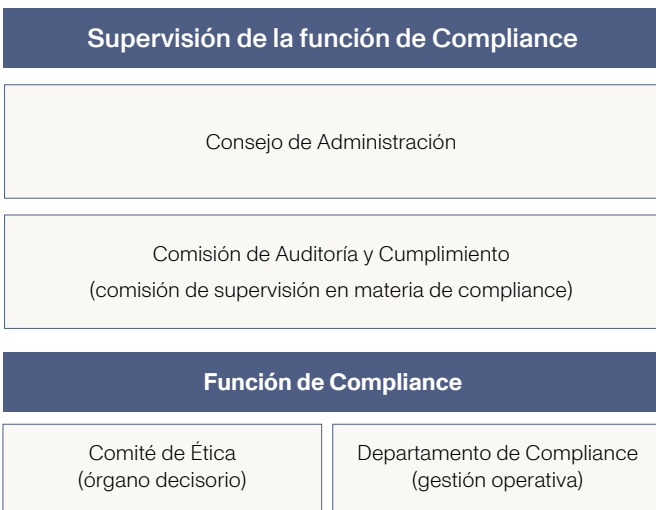 Supervisión de la función de Compliance
Consejo de Administración
Comisión de Auditoría y Cumplimiento
(comisión de supervisión en materia de compliance)
Función de Compliance
Comité de Ética
(órgano decisorio)
Departamento de Compliance
(gestión operativa)